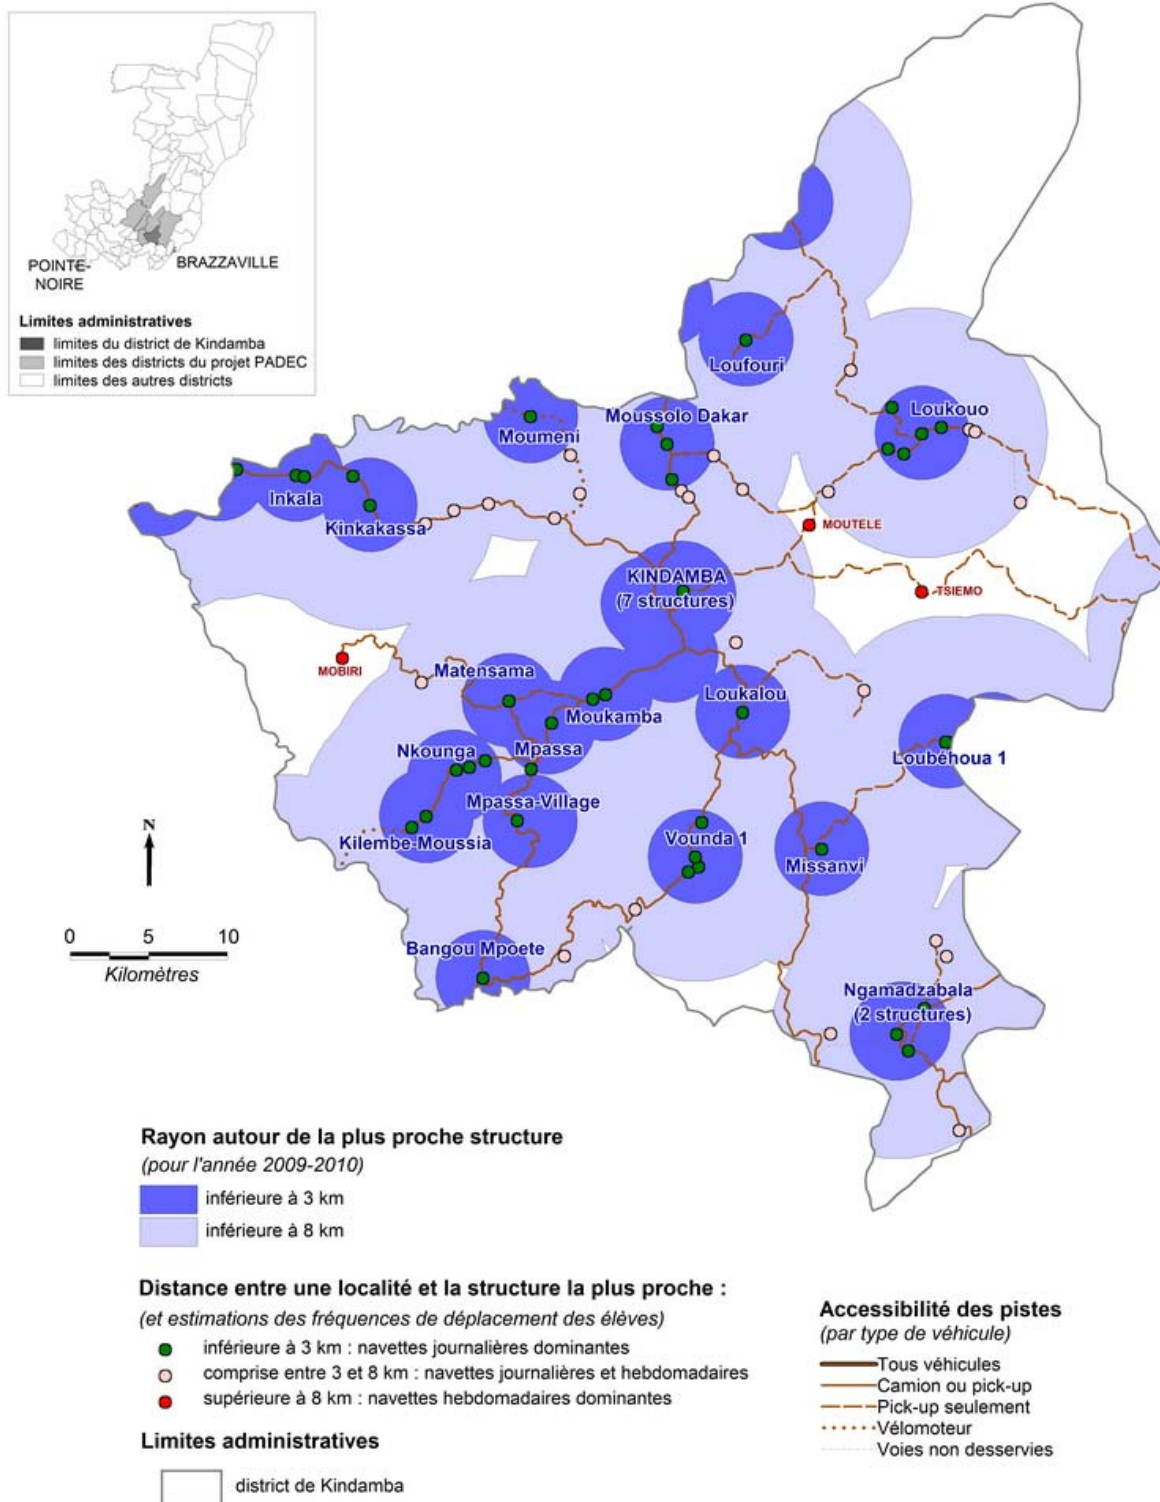 POINTE-
NOIRE
BRAZZAVILLE
Limites administratives
limites du district de Kindamba
limites des districts du projet PADEC
limites des autres districts
Loufouri
Moussolo Dakar
Loukouo
Moumeni
Inkala
Kinkakassa
MOUTELE
KINDAMBA
(7 structures)
TSIEMO
MOBIRI
Matensama
Loukalou
Moukamba
Nkounga
Mpassa
Loubéhoua 1
Mpassa-Village
Kilembe-Moussia
Vounda 1
Missanvi
N
0 5 10
Kilomètres
Bangou Mpoete
Ngamadzabala
(2 structures)
Rayon autour de la plus proche structure
(pour l'année 2009-2010)
inférieure à 3 km
inférieure à 8 km
Distance entre une localité et la structure la plus proche :
(et estimations des fréquences de déplacement des élèves)
inférieure à 3 km : navettes journalières dominantes
comprise entre 3 et 8 km : navettes journalières et hebdomadaires
supérieure à 8 km : navettes hebdomadaires dominantes
Limites administratives
district de Kindamba
Accessibilité des pistes
(par type de véhicule)
Tous véhicules
Camion ou pick-up
Pick-up seulement
Vélomoteur
Voies non desservies